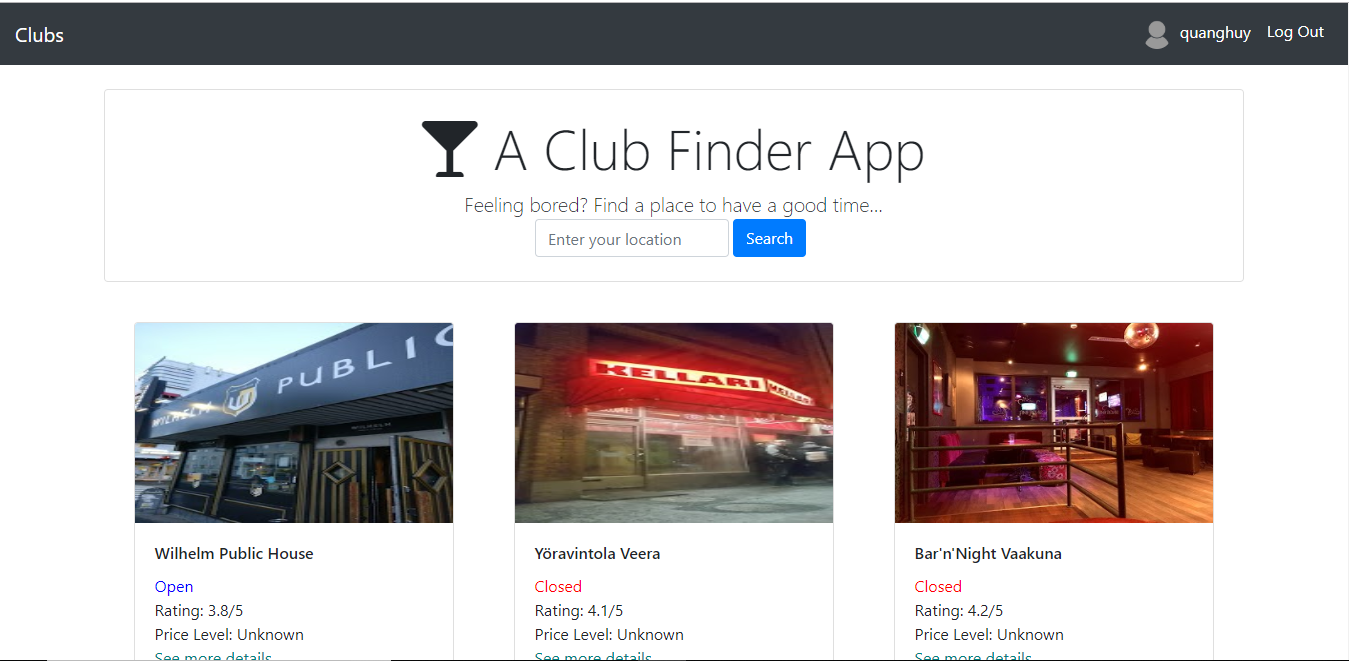 Clubs
quanghuy
Log Out
A Club Finder App
Feeling bored? Find a place to have a good time...
Enter your location
Search
WILHELM
PUBLIC
WILHELM
KELLARI
Wilhelm Public House
Open
Rating: 3.8/5
Price Level: Unknown
See more details
Yöravintola Veera
Closed
Rating: 4.1/5
Price Level: Unknown
See more details
Bar'n'Night Vaakuna
Closed
Rating: 4.2/5
Price Level: Unknown
See more details